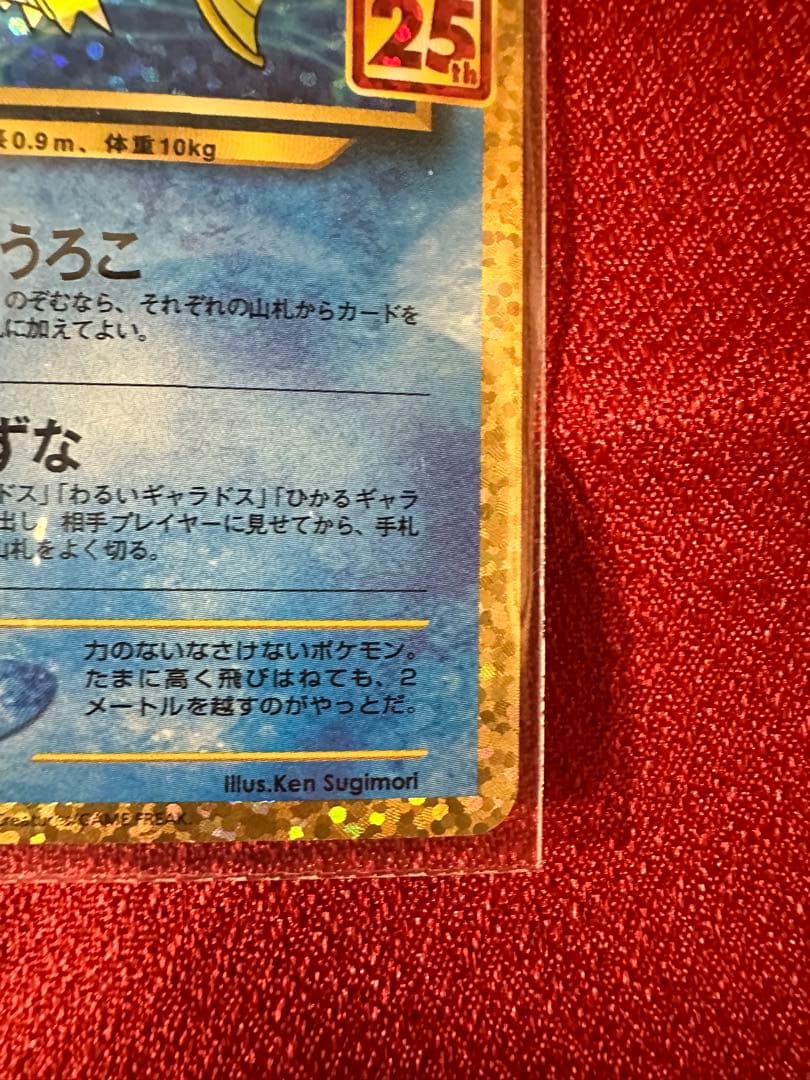 25th
0.9m、体重10kg
うろこ
のぞむなら、それぞれの山札からカードを
に加えてよい。
ずな
ドス」「わるいギャラドス」「ひかるギャラ
出し 相手プレイヤーに見せてから、手札
山札をよく切る。
力のないなさけないポケモン。
たまに高く飛びはねても、2
メートルを越すのがやっとだ。
Illus.Ken Sugimori
Creatures/GAME FREAK.